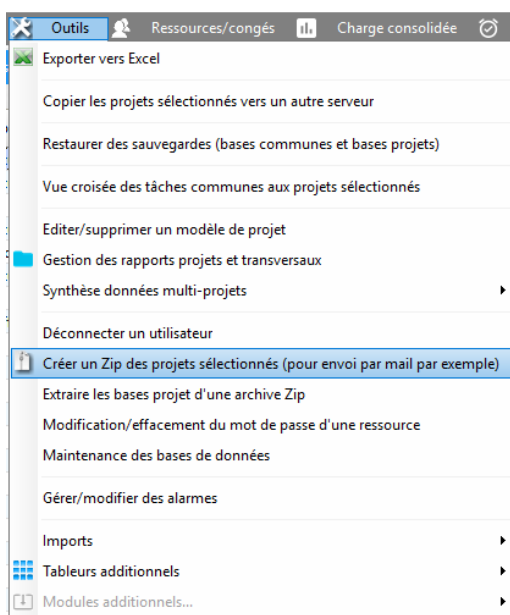 Outils Ressources/congés Charge consolidée
Exporter vers Excel
Copier les projets sélectionnés vers un autre serveur
Restaurer des sauvegardes (bases communes et bases projets)
Vue croisée des tâches communes aux projets sélectionnés
Editer/supprimer un modèle de projet
Gestion des rapports projets et transversaux
Synthèse données multi-projets
Déconnecter un utilisateur
Créer un Zip des projets sélectionnés (pour envoi par mail par exemple)
Extraire les bases projet d'une archive Zip
Modification/effacement du mot de passe d'une ressource
Maintenance des bases de données
Gérer/modifier des alarmes
Imports
Tableurs additionnels
Modules additionnels...